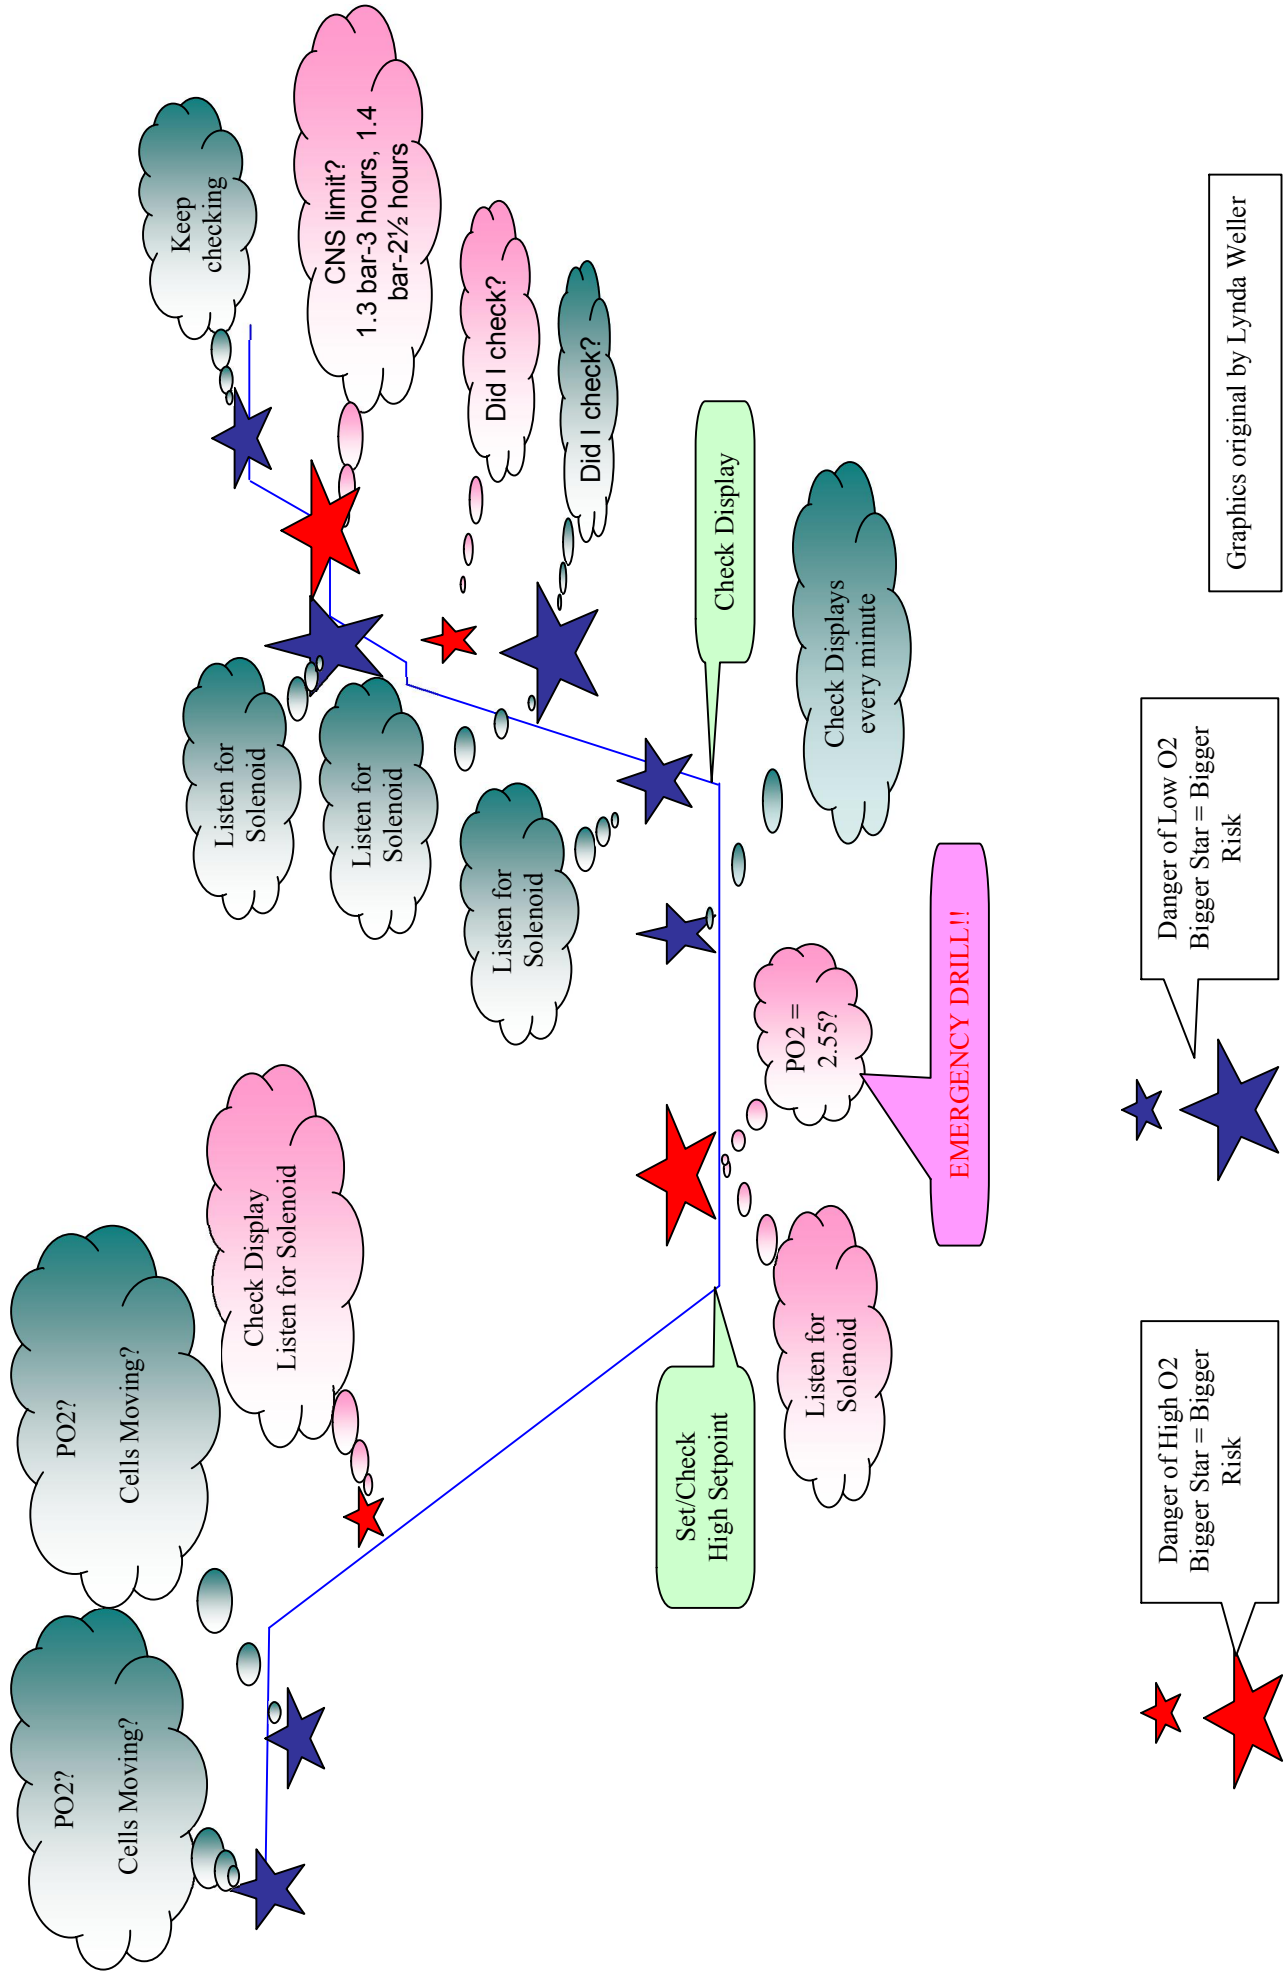 PO2?
Cells Moving?
PO2?
Cells Moving?
Check Display
Listen for Solenoid
Set/Check
High Setpoint
Listen for
Solenoid
PO2 =
2.55?
EMERGENCY DRILL!!
Check Displays
every minute
Check Display
Listen for
Solenoid
Listen for
Solenoid
Listen for
Solenoid
Did I check?
Did I check?
CNS limit?
1.3 bar-3 hours, 1.4
bar-2½ hours
Keep
checking
Danger of High O2
Bigger Star = Bigger
Risk
Danger of Low O2
Bigger Star = Bigger
Risk
Graphics original by Lynda Weller